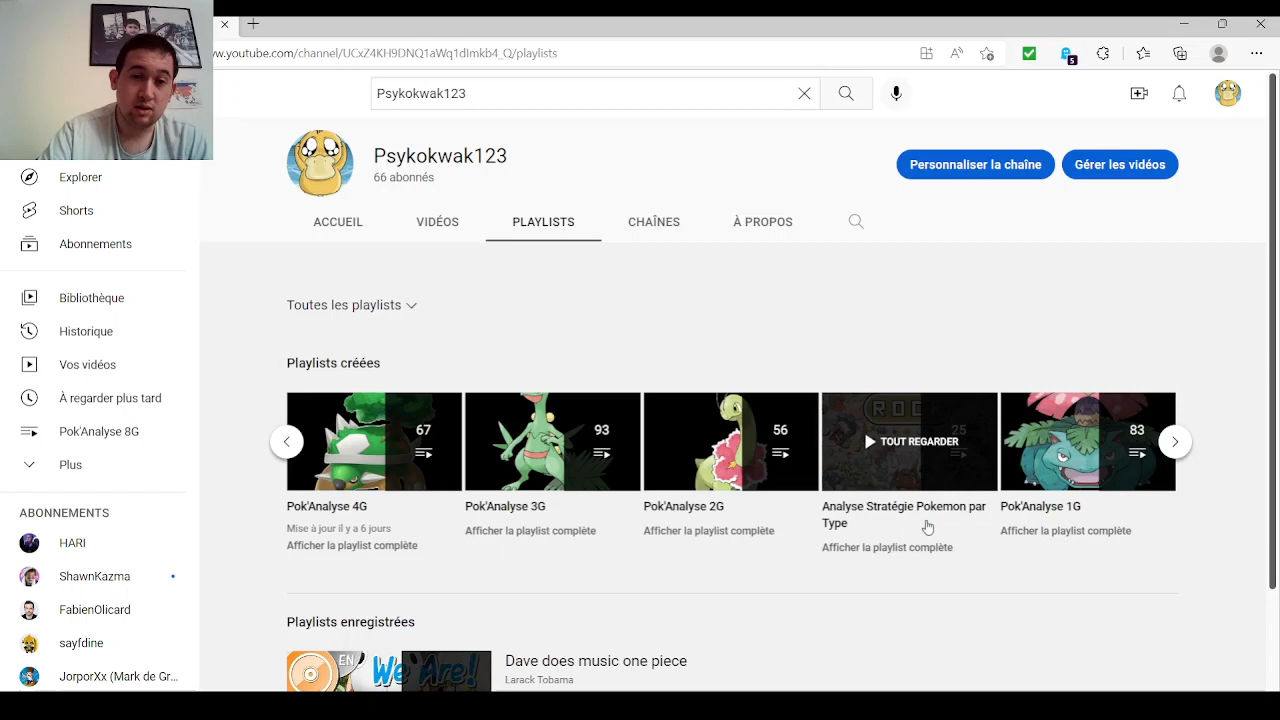 w.youtube.com/channel/UCxZ4KH9DNQ1aWq1dImkb4_Q/playlists
5
Psykokwak123
Psykokwak123
66 abonnés
Personnaliser la chaîne
Gérer les vidéos
ACCUEIL
VIDÉOS
PLAYLISTS
CHAÎNES
À PROPOS
Explorer
Shorts
Abonnements
Bibliothèque
Historique
Vos vidéos
À regarder plus tard
Pok'Analyse 8G
Plus
ABONNEMENTS
HARI
ShawnKazma
FabienOlicard
sayfdine
JorporXx (Mark de Gr...
Toutes les playlists
Playlists créées
67
93
56
ROC
25
TOUT REGARDER
83
Pok'Analyse 4G
Mise à jour il y a 6 jours
Afficher la playlist complète
Pok'Analyse 3G
Afficher la playlist complète
Pok'Analyse 2G
Afficher la playlist complète
Analyse Stratégie Pokemon par
Type
Afficher la playlist complète
Pok'Analyse 1G
Afficher la playlist complète
Playlists enregistrées
EN
We Are!
Dave does music one piece
Larack Tobama